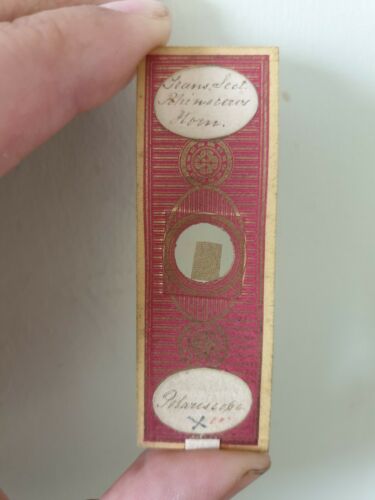 Trans. Sect.
Rhinoceros
Horn.
Polariscope
X